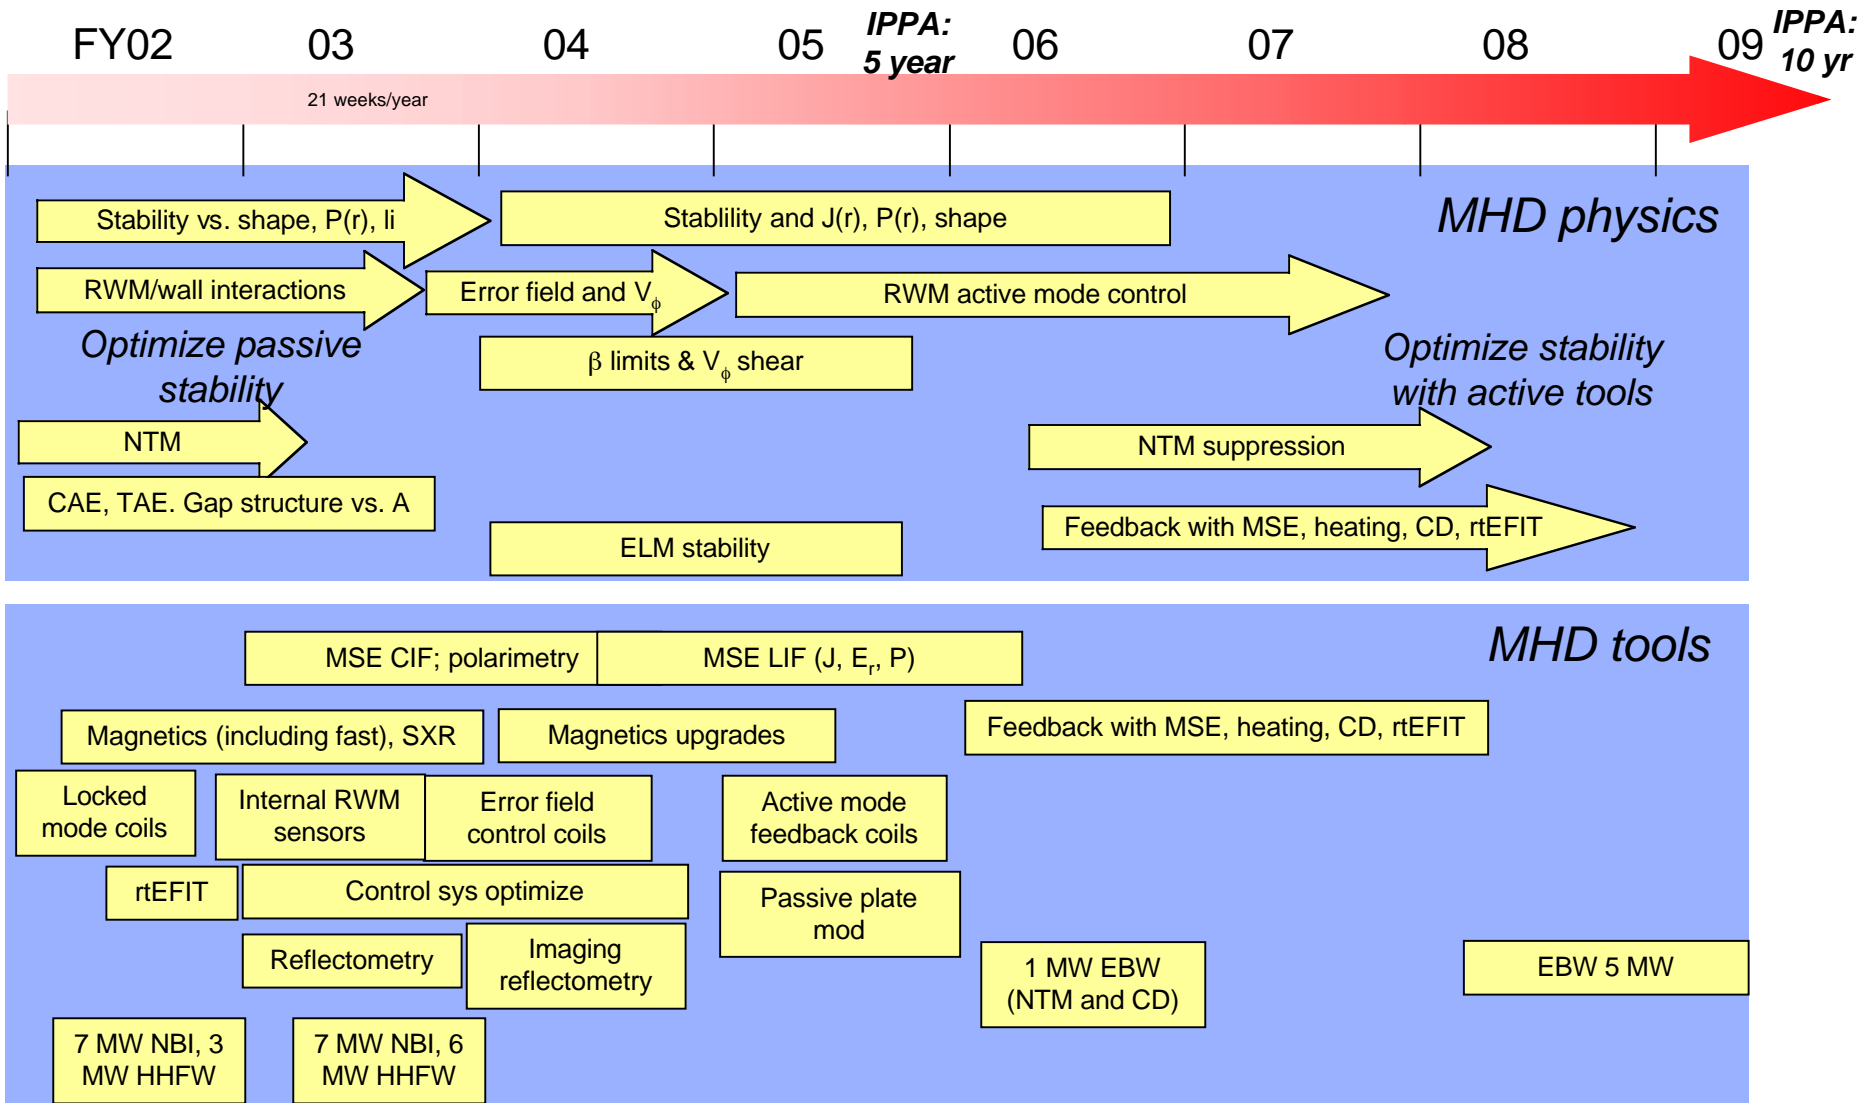 FY02 03 04 05 IPPA: 06 07 08 09 IPPA:
5 year 10 yr
21 weeks/year
MHD physics
Stability vs. shape, P(r), li
Stablility and J(r), P(r), shape
RWM/wall interactions
Error field and Vϕ
RWM active mode control
Optimize passive
stability
β limits & Vϕ shear
Optimize stability
with active tools
NTM
NTM suppression
CAE, TAE. Gap structure vs. A
ELM stability
Feedback with MSE, heating, CD, rtEFIT
MHD tools
MSE CIF; polarimetry
MSE LIF (J, Er, P)
Magnetics (including fast), SXR
Magnetics upgrades
Feedback with MSE, heating, CD, rtEFIT
Locked
mode coils
Internal RWM
sensors
Error field
control coils
Active mode
feedback coils
rtEFIT
Control sys optimize
Passive plate
mod
Reflectometry
Imaging
reflectometry
1 MW EBW
(NTM and CD)
EBW 5 MW
7 MW NBI, 3
MW HHFW
7 MW NBI, 6
MW HHFW